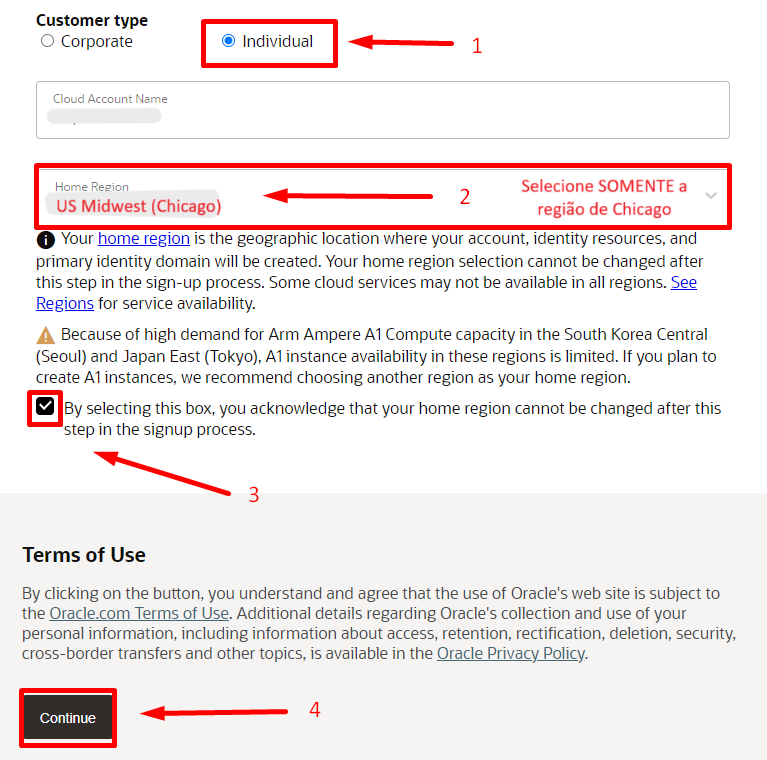 Customer type
Corporate
Individual
1
Cloud Account Name
Home Region
US Midwest (Chicago)
2
Selecione SOMENTE a
região de Chicago
Your home region is the geographic location where your account, identity resources, and
primary identity domain will be created. Your home region selection cannot be changed after
this step in the sign-up process. Some cloud services may not be available in all regions. See
Regions for service availability.
Because of high demand for Arm Ampere A1 Compute capacity in the South Korea Central
(Seoul) and Japan East (Tokyo), A1 instance availability in these regions is limited. If you plan to
create A1 instances, we recommend choosing another region as your home region.
By selecting this box, you acknowledge that your home region cannot be changed after this
step in the signup process.
3
Terms of Use
By clicking on the button, you understand and agree that the use of Oracle's web site is subject to
the Oracle.com Terms of Use. Additional details regarding Oracle's collection and use of your
personal information, including information about access, retention, rectification, deletion, security,
cross-border transfers and other topics, is available in the Oracle Privacy Policy.
Continue
4